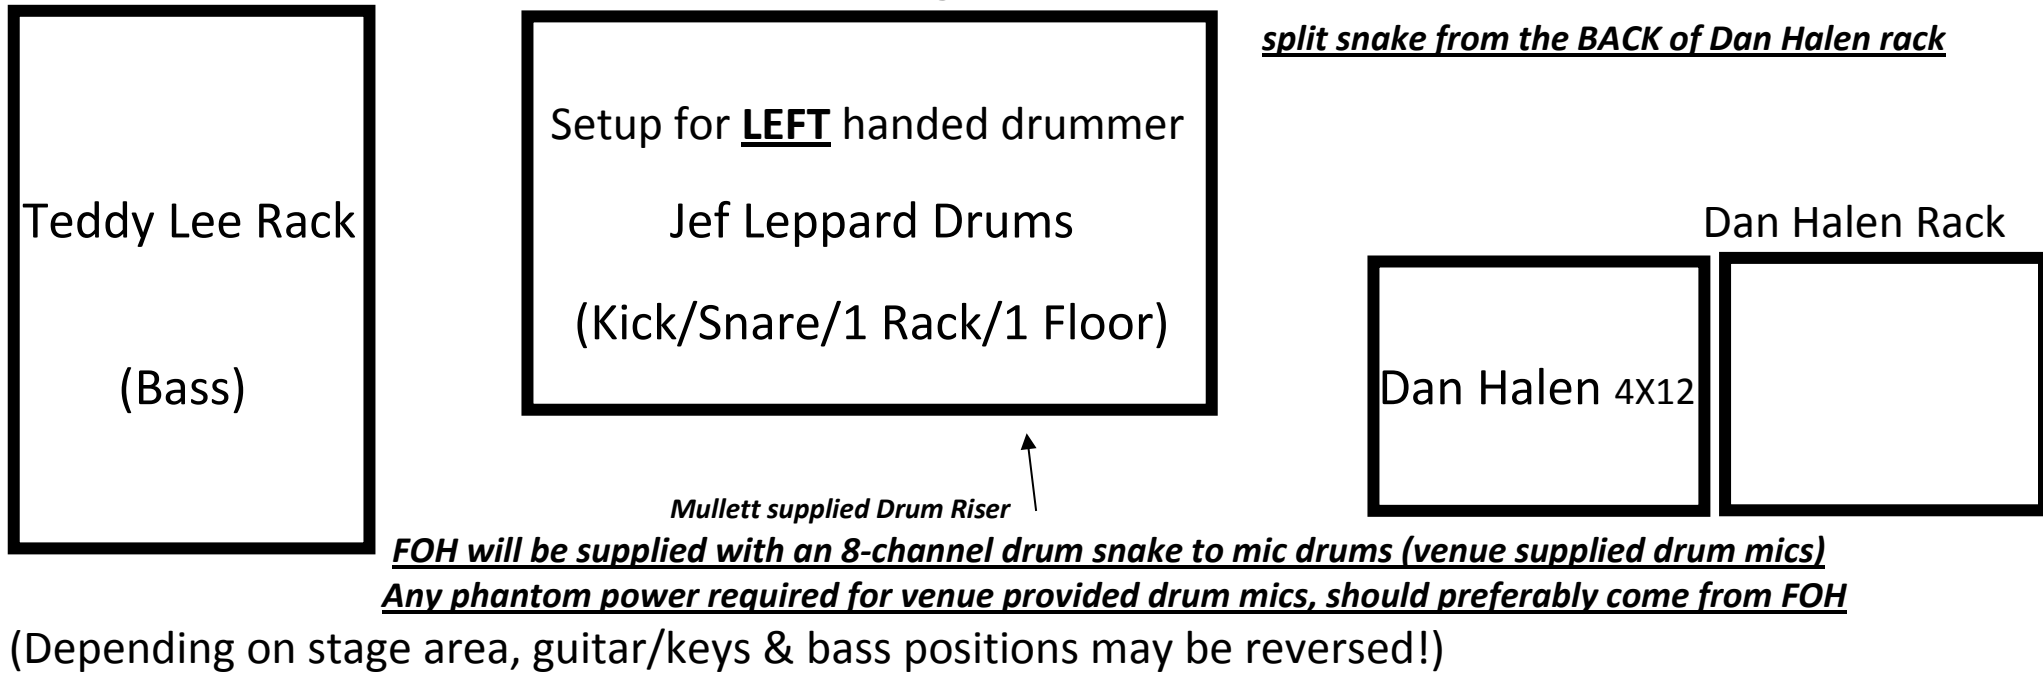 split snake from the BACK of Dan Halen rack
Setup for LEFT handed drummer
Teddy Lee Rack
Jef Leppard Drums
Dan Halen Rack
(Kick/Snare/1 Rack/1 Floor)
(Bass)
Dan Halen 4X12
Mullett supplied Drum Riser
FOH will be supplied with an 8-channel drum snake to mic drums (venue supplied drum mics)
Any phantom power required for venue provided drum mics, should preferably come from FOH
(Depending on stage area, guitar/keys & bass positions may be reversed!)